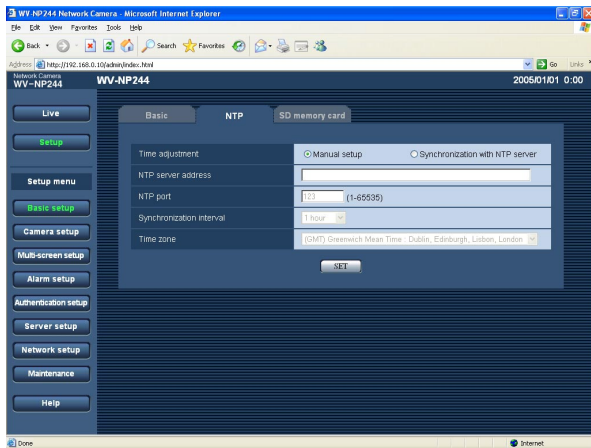 WV-NP244 Network Camera - Microsoft Internet Explorer
File Edit View Favorites Tools Help
Back Search Favorites
Address http://192.168.0.10/admin/index.html Go Links »
Network Camera
WV-NP244 WV-NP244 2005/01/01 0:00
Live
Setup
Setup menu
Basic setup
Camera setup
Multi-screen setup
Alarm setup
Authentication setup
Server setup
Network setup
Maintenance
Help
Basic NTP SD memory card
Time adjustment Manual setup Synchronization with NTP server
NTP server address
NTP port 123 (1-65535)
Synchronization interval 1 hour
Time zone (GMT) Greenwich Mean Time : Dublin, Edinburgh, Lisbon, London
SET
Done Internet